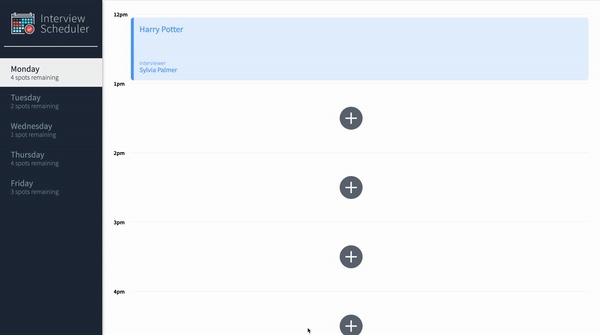 Interview
Scheduler
Monday
4 spots remaining
Tuesday
2 spots remaining
Wednesday
1 spot remaining
Thursday
4 spots remaining
Friday
3 spots remaining
12pm
Harry Potter
Interviewer
Sylvia Palmer
1pm
2pm
3pm
4pm